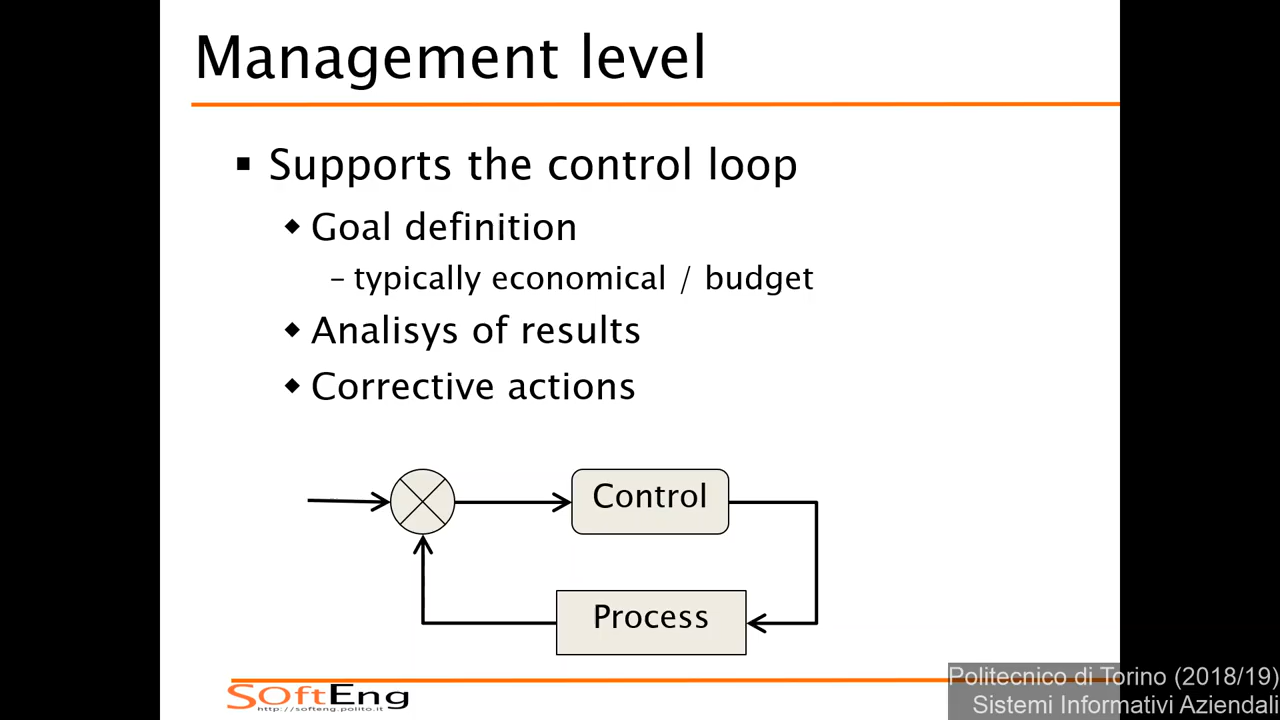 Management level
▪ Supports the control loop
◆ Goal definition
– typically economical / budget
◆ Analisys of results
◆ Corrective actions
Control
Process
SOftEng
http://softeng.polito.it
Politecnico di Torino (2018/19)
Sistemi Informativi Aziendali